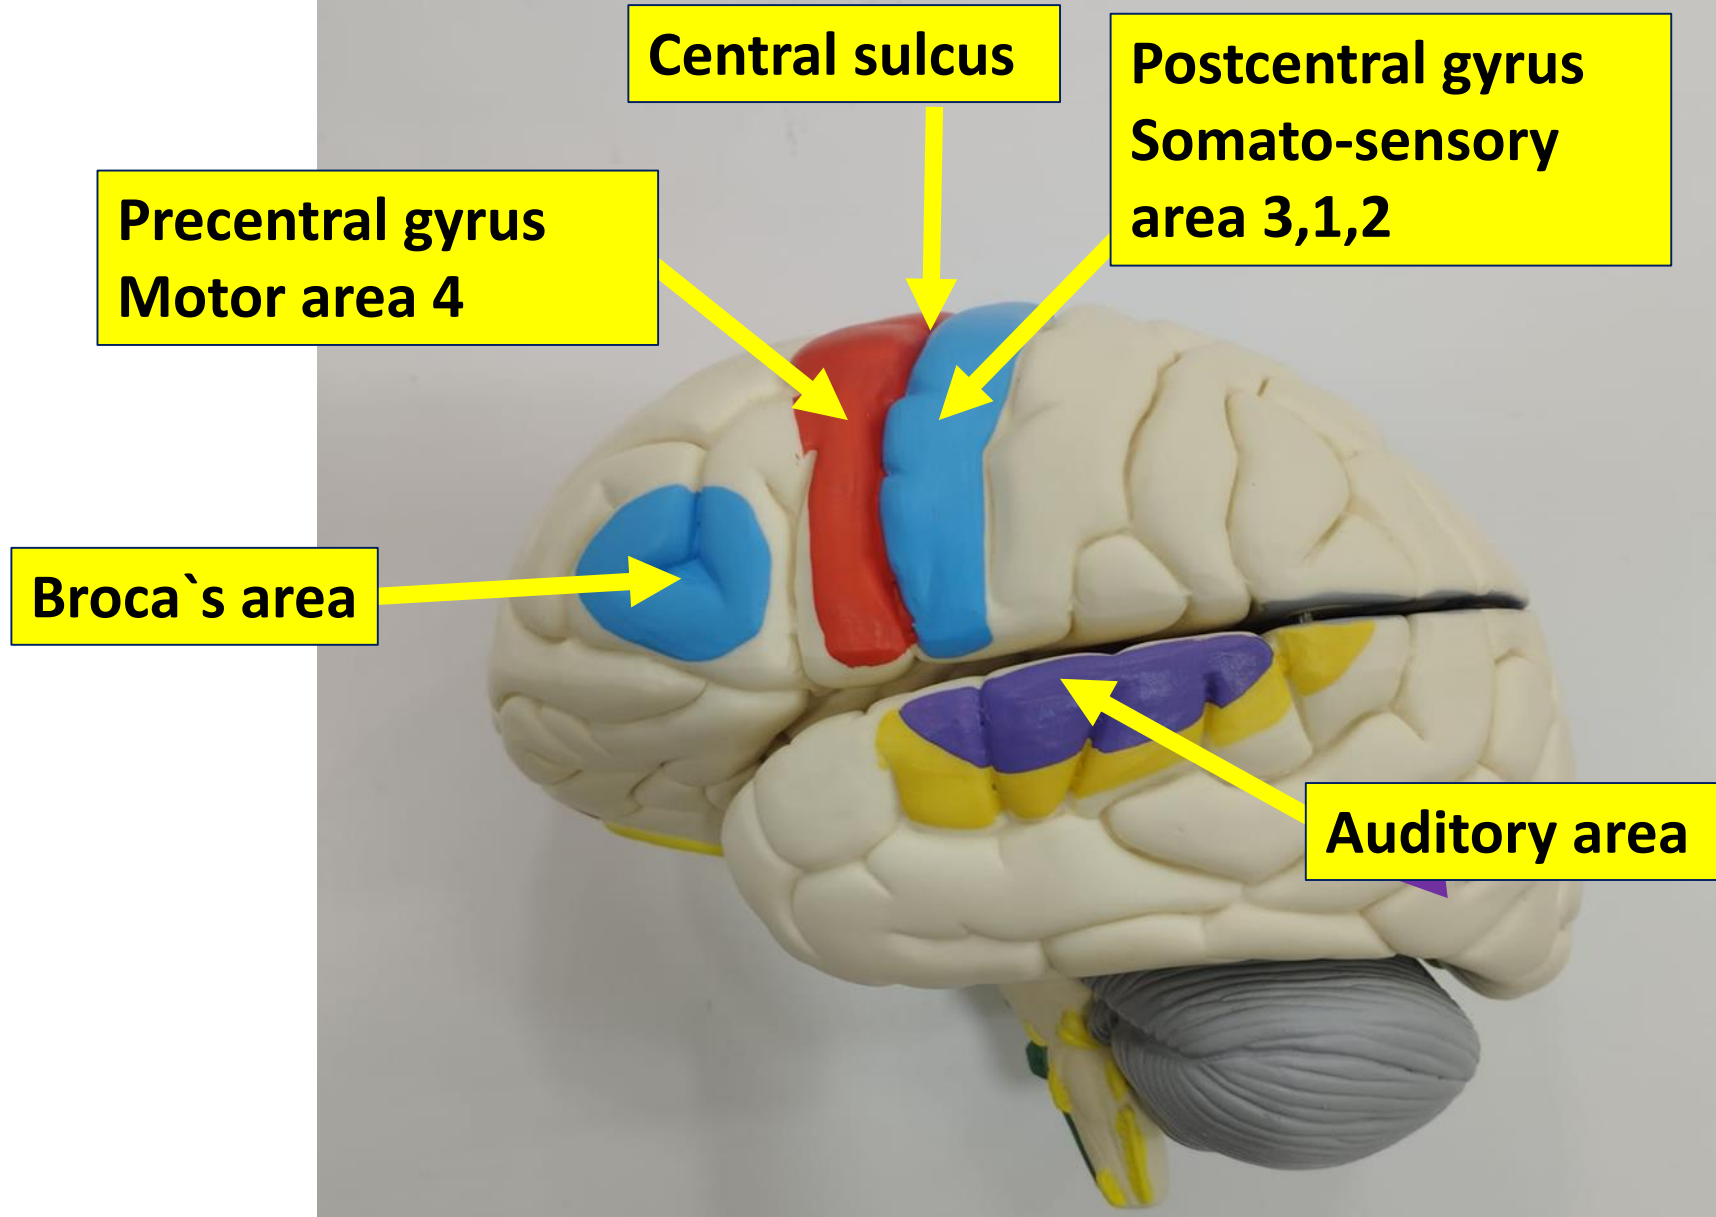 Central sulcus
Postcentral gyrus
Somato-sensory
area 3,1,2
Precentral gyrus
Motor area 4
Broca`s area
Auditory area